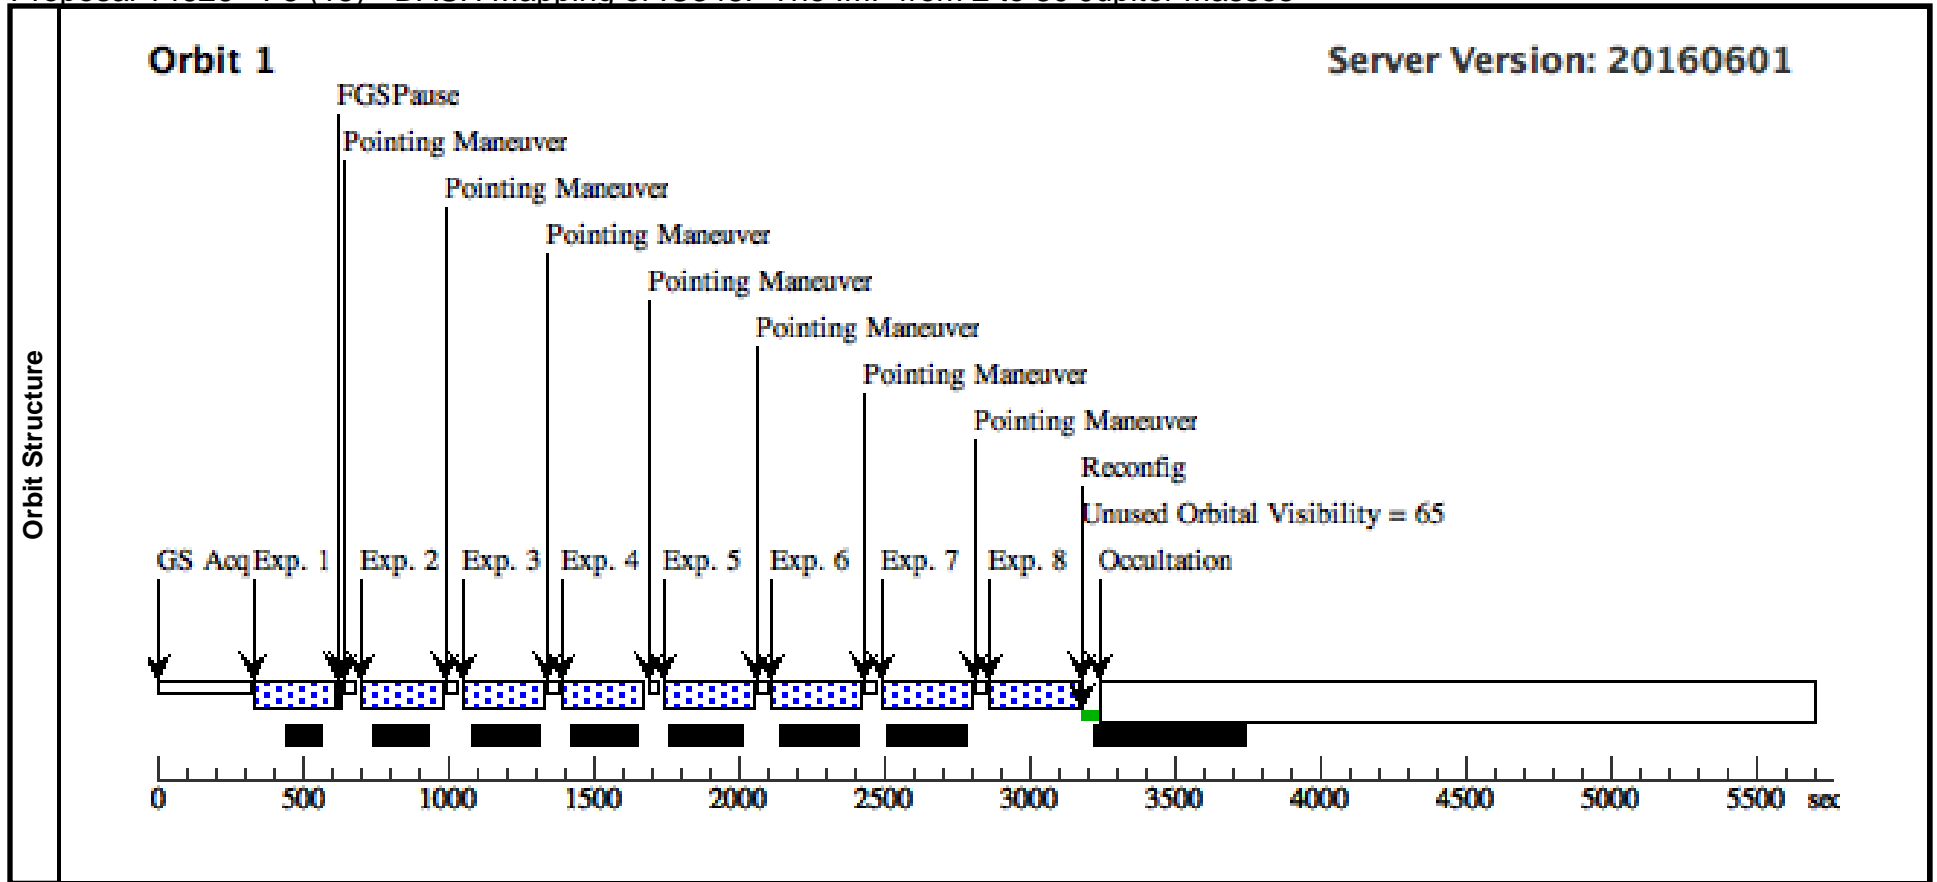 Orbit 1 Server Version: 20160601
FGSPause
Pointing Maneuver
Pointing Maneuver
Pointing Maneuver
Pointing Maneuver
Pointing Maneuver
Pointing Maneuver
Pointing Maneuver
Reconfig
Unused Orbital Visibility = 65
GS Acq Exp. 1 Exp. 2 Exp. 3 Exp. 4 Exp. 5 Exp. 6 Exp. 7 Exp. 8 Occultation
Orbit Structure
0 500 1000 1500 2000 2500 3000 3500 4000 4500 5000 5500 sec